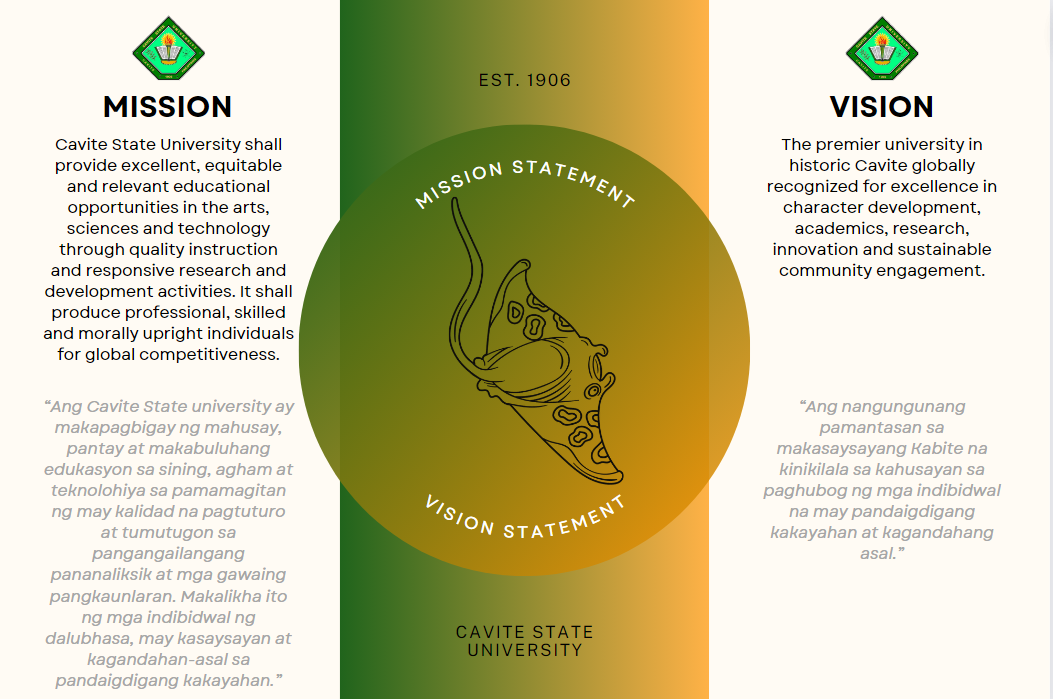 MISSION
Cavite State University shall
provide excellent, equitable
and relevant educational
opportunities in the arts,
sciences and technology
through quality instruction
and responsive research and
development activities. It shall
produce professional, skilled
and morally upright individuals
for global competitiveness.
“Ang Cavite State university ay
makapagbigay ng mahusay,
pantay at makabuluhang
edukasyon sa sining, agham at
teknolohiya sa pamamagitan
ng may kalidad na pagtuturo
at tumutugon sa
pangangailangang
pananaliksik at mga gawaing
pangkaunlaran. Makalikha ito
ng mga indibidwal ng
dalubhasa, may kasaysayan at
kagandahan-asal sa
pandaigdigang kakayahan.”
EST. 1906
MISSION STATEMENT
VISION STATEMENT
CAVITE STATE
UNIVERSITY
VISION
The premier university in
historic Cavite globally
recognized for excellence in
character development,
academics, research,
innovation and sustainable
community engagement.
“Ang nangungunang
pamantasan sa
makasaysayang Kabite na
kinikilala sa kahusayan sa
paghubog ng mga indibidwal
na may pandaigdigang
kakayahan at kagandahang
asal.”